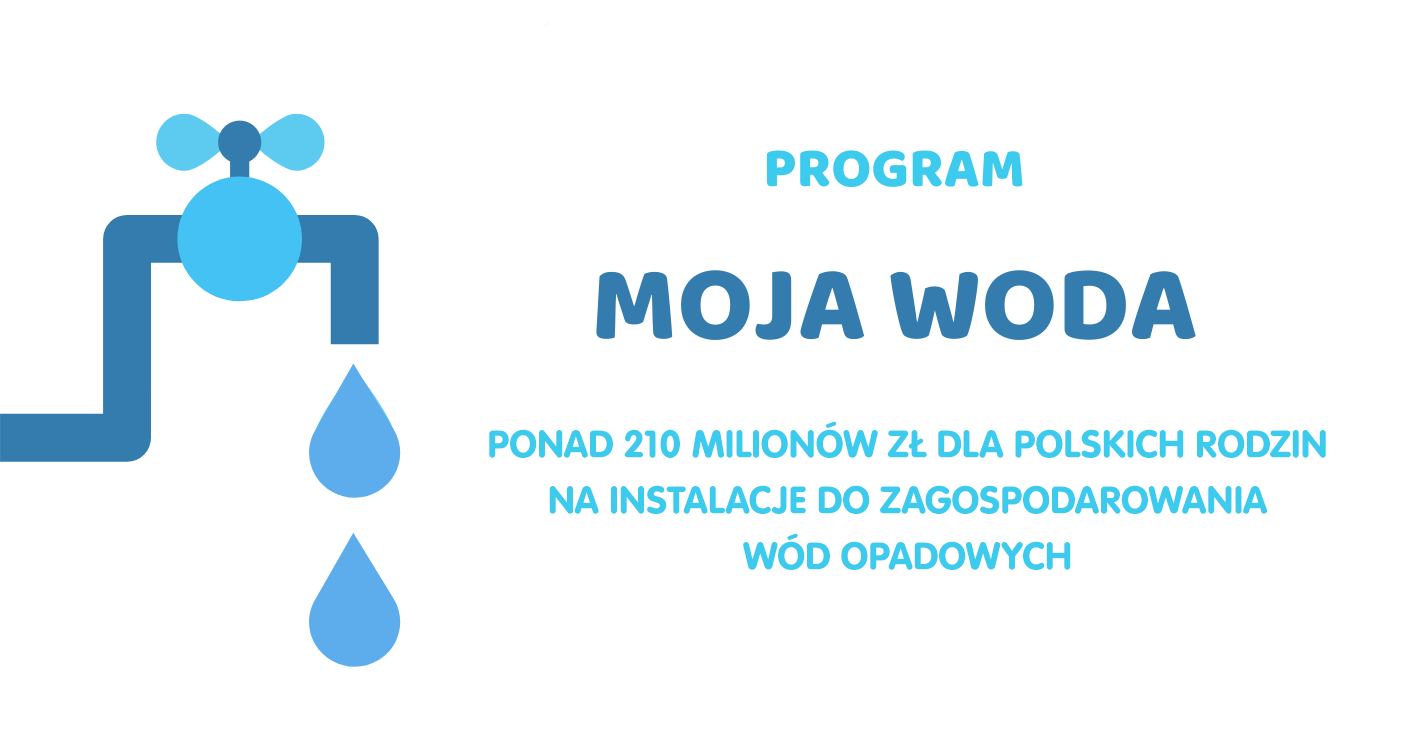 PROGRAM
MOJA WODA
PONAD 210 MILIONÓW ZŁ DLA POLSKICH RODZIN
NA INSTALACJE DO ZAGOSPODAROWANIA
WÓD OPADOWYCH